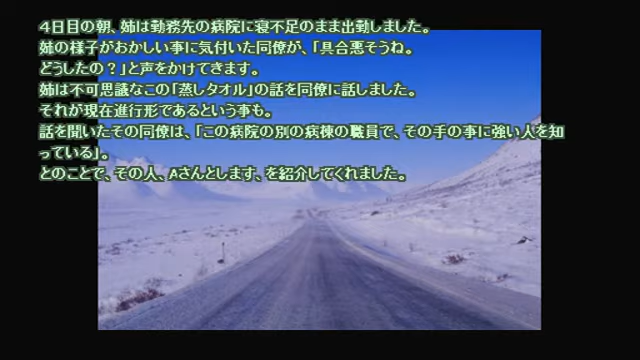 ４日目の朝、姉は勤務先の病院に寝不足のまま出勤しました。
姉の様子がおかしい事に気付いた同僚が、「具合悪そうね。
どうしたの？」と声をかけてきます。
姉は不可思議なこの「蒸しタオル」の話を同僚に話しました。
それが現在進行形であるという事も。
話を聞いたその同僚は、「この病院の別の病棟の職員で、その手の事に強い人を知
っている」。
とのことで、その人、Aさんとします、を紹介してくれました。